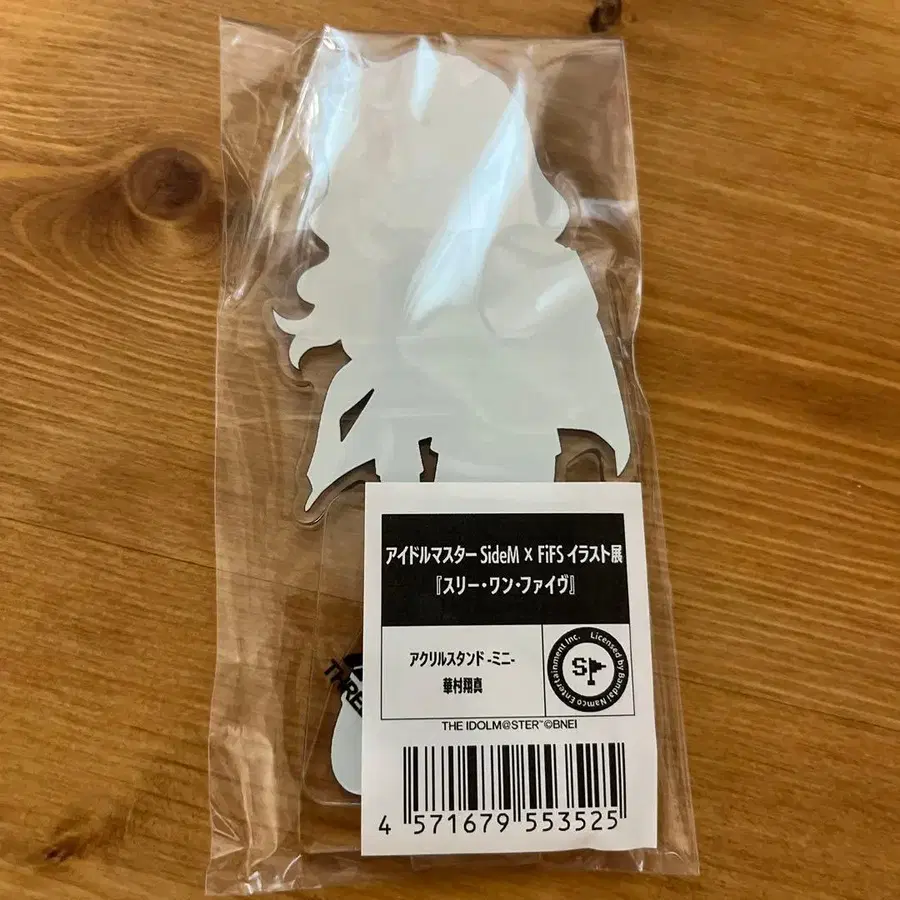 アイドルマスター SideM × FiFS イラスト展
『スリー・ワン・ファイヴ』
アクリルスタンド -ミニ-
華村翔真
Licensed by Bandai Namco Entertainment Inc.
S
THE IDOLM@STER™©BNEI
THRE
4 571679 553525